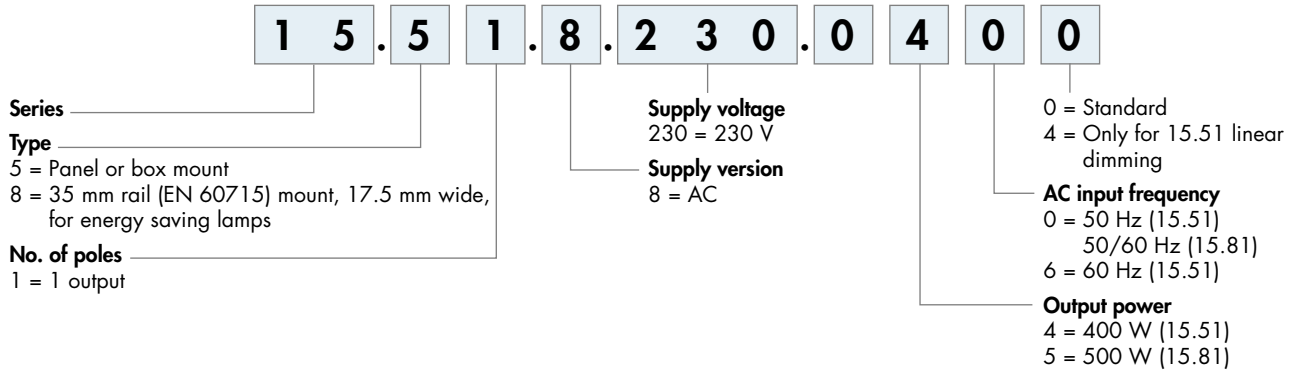 1 5 . 5 1 . 8 . 2 3 0 . 0 4 0 0
Series
Type
5 = Panel or box mount
8 = 35 mm rail (EN 60715) mount, 17.5 mm wide,
for energy saving lamps
No. of poles
1 = 1 output
Supply voltage
230 = 230 V
Supply version
8 = AC
0 = Standard
4 = Only for 15.51 linear
dimming
AC input frequency
0 = 50 Hz (15.51)
50/60 Hz (15.81)
6 = 60 Hz (15.51)
Output power
4 = 400 W (15.51)
5 = 500 W (15.81)